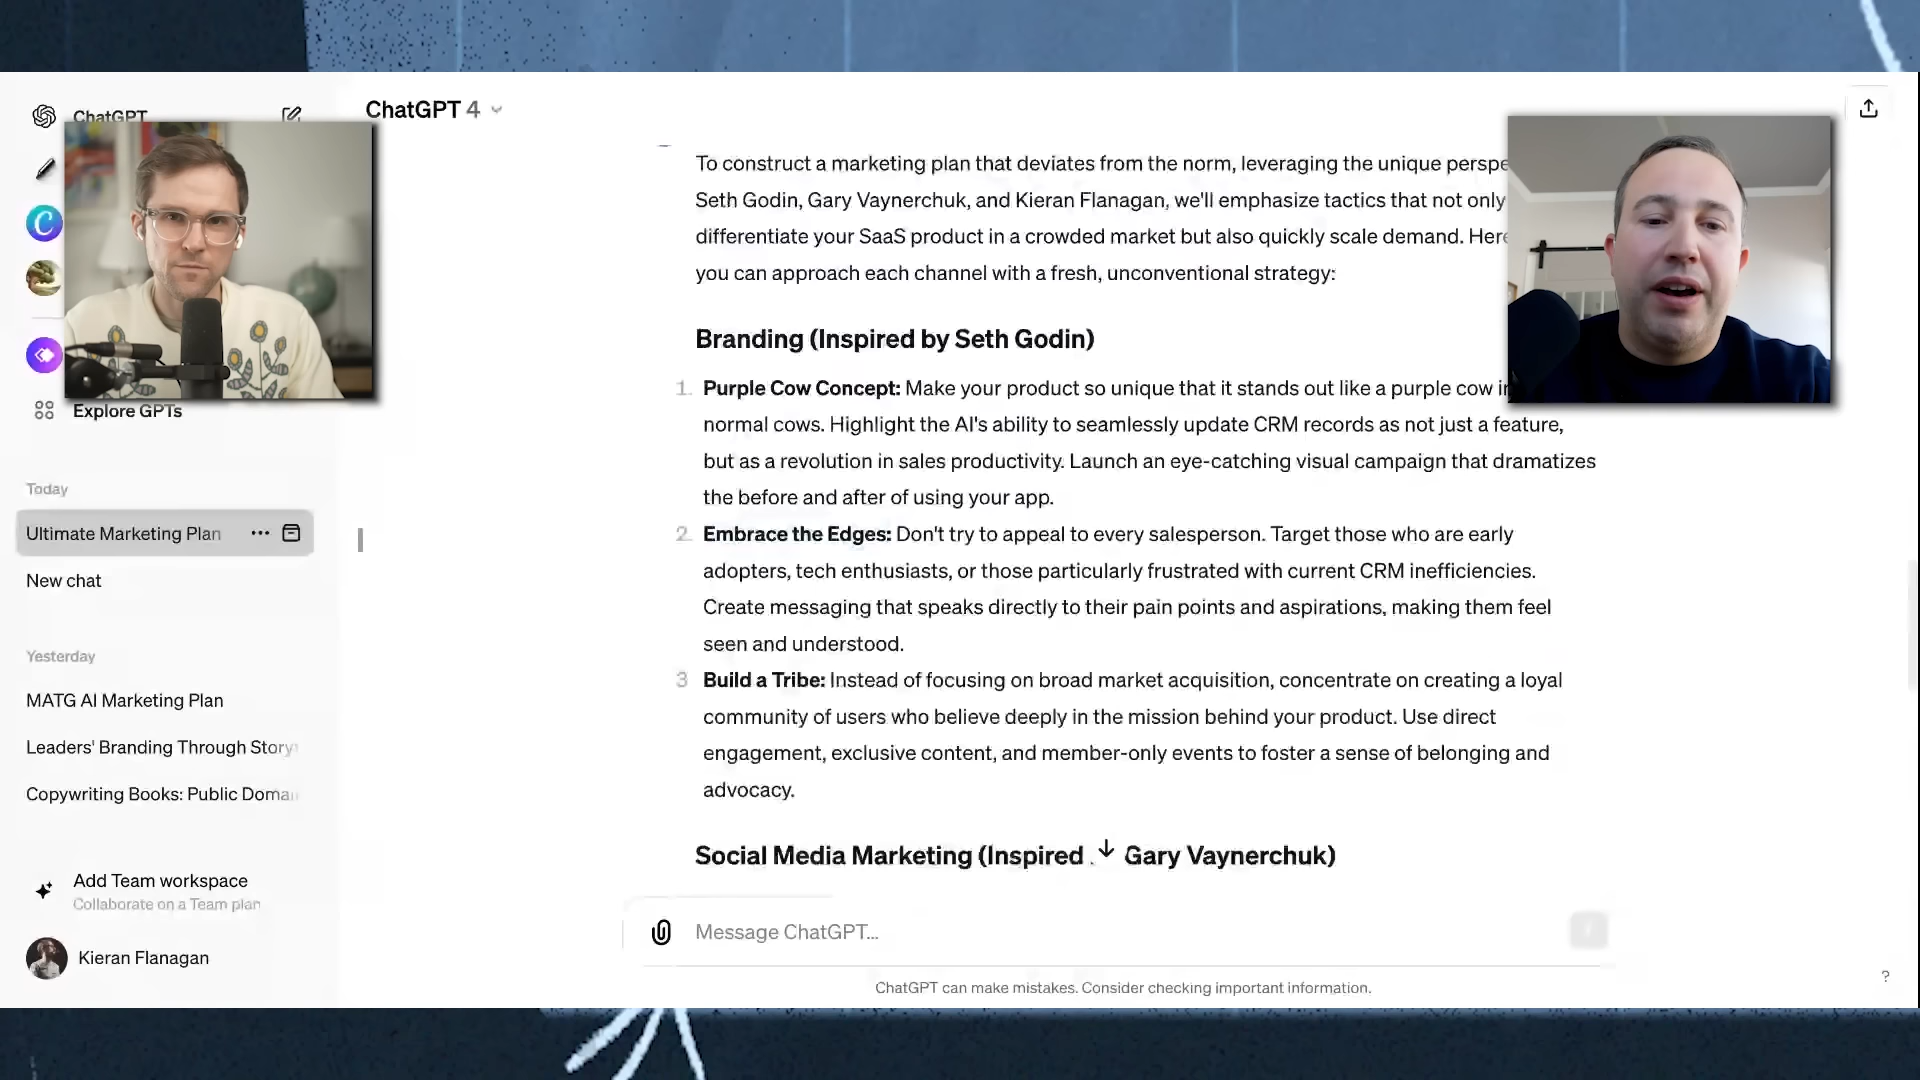 ChatGPT
ChatGPT 4
Explore GPTs
Today
Ultimate Marketing Plan
New chat
Yesterday
MATG AI Marketing Plan
Leaders' Branding Through Story
Copywriting Books: Public Doma
Add Team workspace
Collaborate on a Team plan
Kieran Flanagan
To construct a marketing plan that deviates from the norm, leveraging the unique
Seth Godin, Gary Vaynerchuk, and Kieran Flanagan, we'll emphasize tactics that not only
differentiate your SaaS product in a crowded market but also quickly scale demand.
you can approach each channel with a fresh, unconventional strategy:
Branding (Inspired by Seth Godin)
1. Purple Cow Concept: Make your product so unique that it stands out like a purple cow
normal cows. Highlight the AI's ability to seamlessly update CRM records as not just a feature,
but as a revolution in sales productivity. Launch an eye-catching visual campaign that dramatizes
the before and after of using your app.
2. Embrace the Edges: Don't try to appeal to every salesperson. Target those who are early
adopters, tech enthusiasts, or those particularly frustrated with current CRM inefficiencies.
Create messaging that speaks directly to their pain points and aspirations, making them feel
seen and understood.
3 Build a Tribe: Instead of focusing on broad market acquisition, concentrate on creating a loyal
community of users who believe deeply in the mission behind your product. Use direct
engagement, exclusive content, and member-only events to foster a sense of belonging and
advocacy.
Social Media Marketing (Inspired Gary Vaynerchuk)
Message ChatGPT...
ChatGPT can make mistakes. Consider checking important information.
?